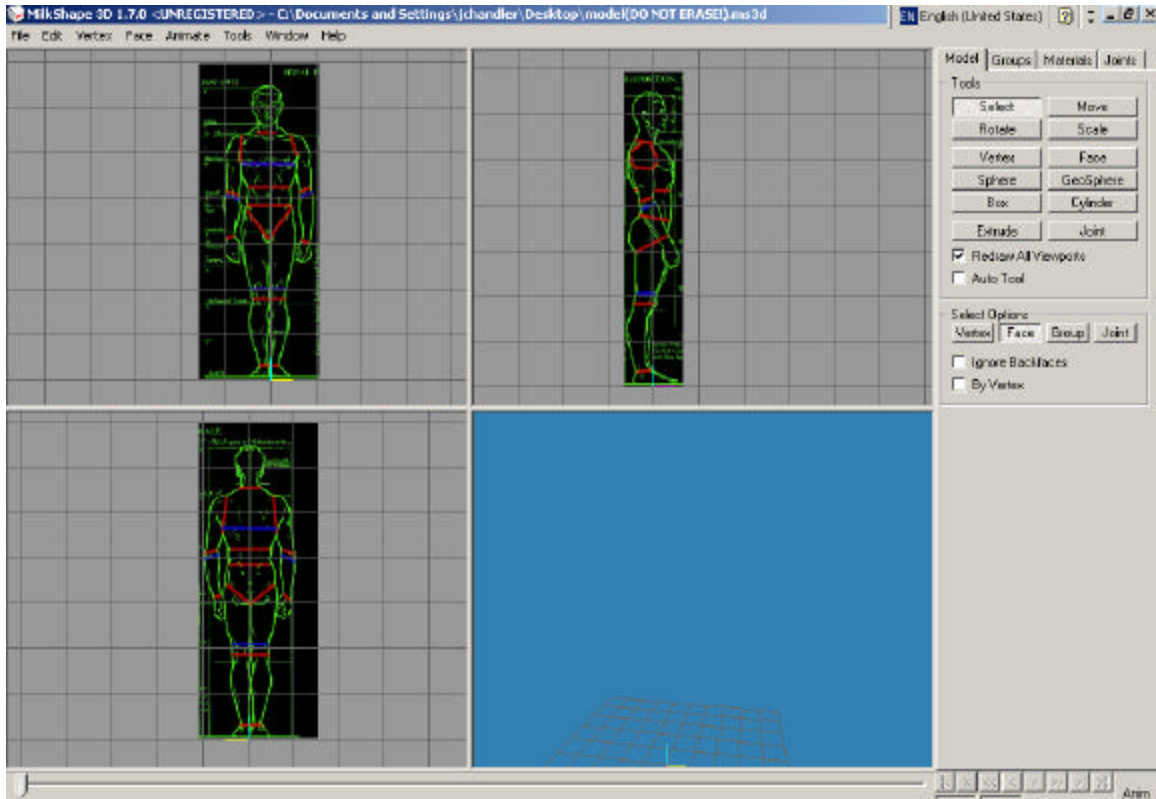 MilkShape 3D 1.7.0 <UNREGISTERED> - C:\Documents and Settings\jchandler\Desktop\model(DO NOT ERASE!).ms3d
EN English (United States)
File Edit Vertex Face Animate Tools Window Help
Model Groups Materials Joints
Tools
Select Move
Rotate Scale
Vertex Face
Sphere GeoSphere
Box Cylinder
Extrude Joint
Redraw All Viewports
Auto Tool
Select Options
Vertex Face Group Joint
Ignore Backfaces
By Vertex
Anim